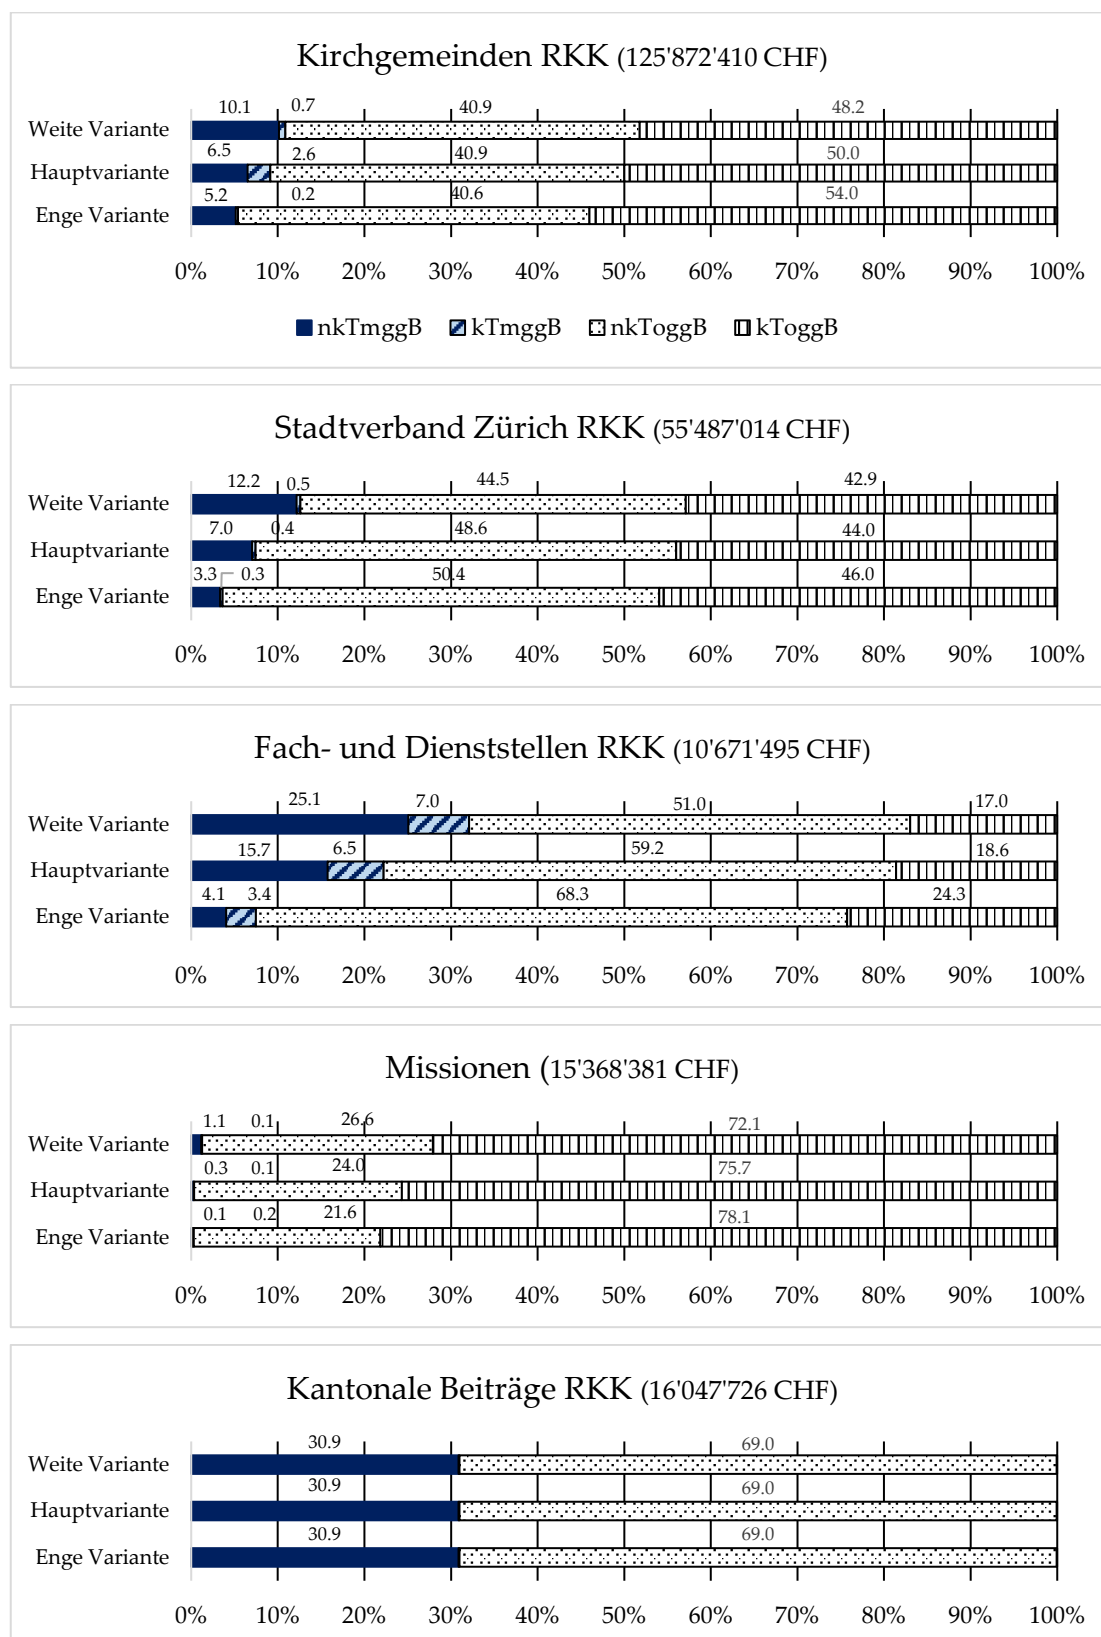 Kirchgemeinden RKK (125'872'410 CHF)
10.1 0.7 40.9 48.2
Weite Variante
6.5 2.6 40.9 50.0
Hauptvariante
5.2 0.2 40.6 54.0
Enge Variante
0% 10% 20% 30% 40% 50% 60% 70% 80% 90% 100%
nkTmggB kTmggB nkToggB kToggB
Stadtverband Zürich RKK (55'487'014 CHF)
12.2 0.5 44.5 42.9
Weite Variante
7.0 0.4 48.6 44.0
Hauptvariante
3.3 0.3 50.4 46.0
Enge Variante
0% 10% 20% 30% 40% 50% 60% 70% 80% 90% 100%
Fach- und Dienststellen RKK (10'671'495 CHF)
25.1 7.0 51.0 17.0
Weite Variante
15.7 6.5 59.2 18.6
Hauptvariante
4.1 3.4 68.3 24.3
Enge Variante
0% 10% 20% 30% 40% 50% 60% 70% 80% 90% 100%
Missionen (15'368'381 CHF)
1.1 0.1 26.6 72.1
Weite Variante
0.3 0.1 24.0 75.7
Hauptvariante
0.1 0.2 21.6 78.1
Enge Variante
0% 10% 20% 30% 40% 50% 60% 70% 80% 90% 100%
Kantonale Beiträge RKK (16'047'726 CHF)
30.9 69.0
Weite Variante
30.9 69.0
Hauptvariante
30.9 69.0
Enge Variante
0% 10% 20% 30% 40% 50% 60% 70% 80% 90% 100%